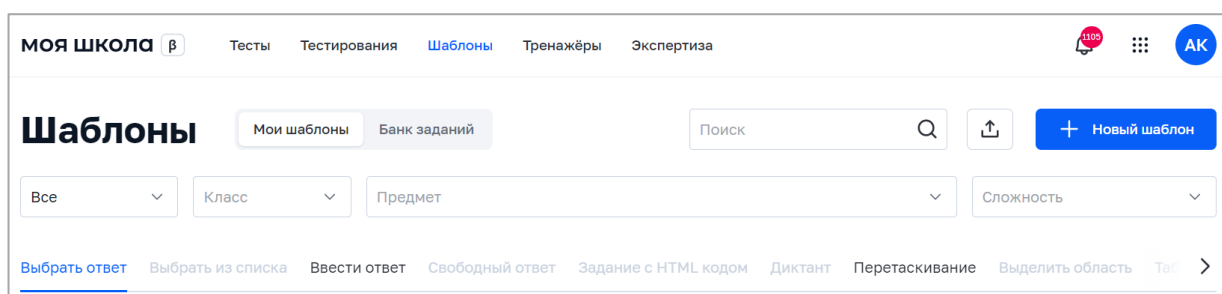 моя школа β Тесты Тестирования Шаблоны Тренажёры Экспертиза 1105 АК
Шаблоны Мои шаблоны Банк заданий Поиск + Новый шаблон
Все Класс Предмет Сложность
Выбрать ответ Выбрать из списка Ввести ответ Свободный ответ Задание с HTML кодом Диктант Перетаскивание Выделить область